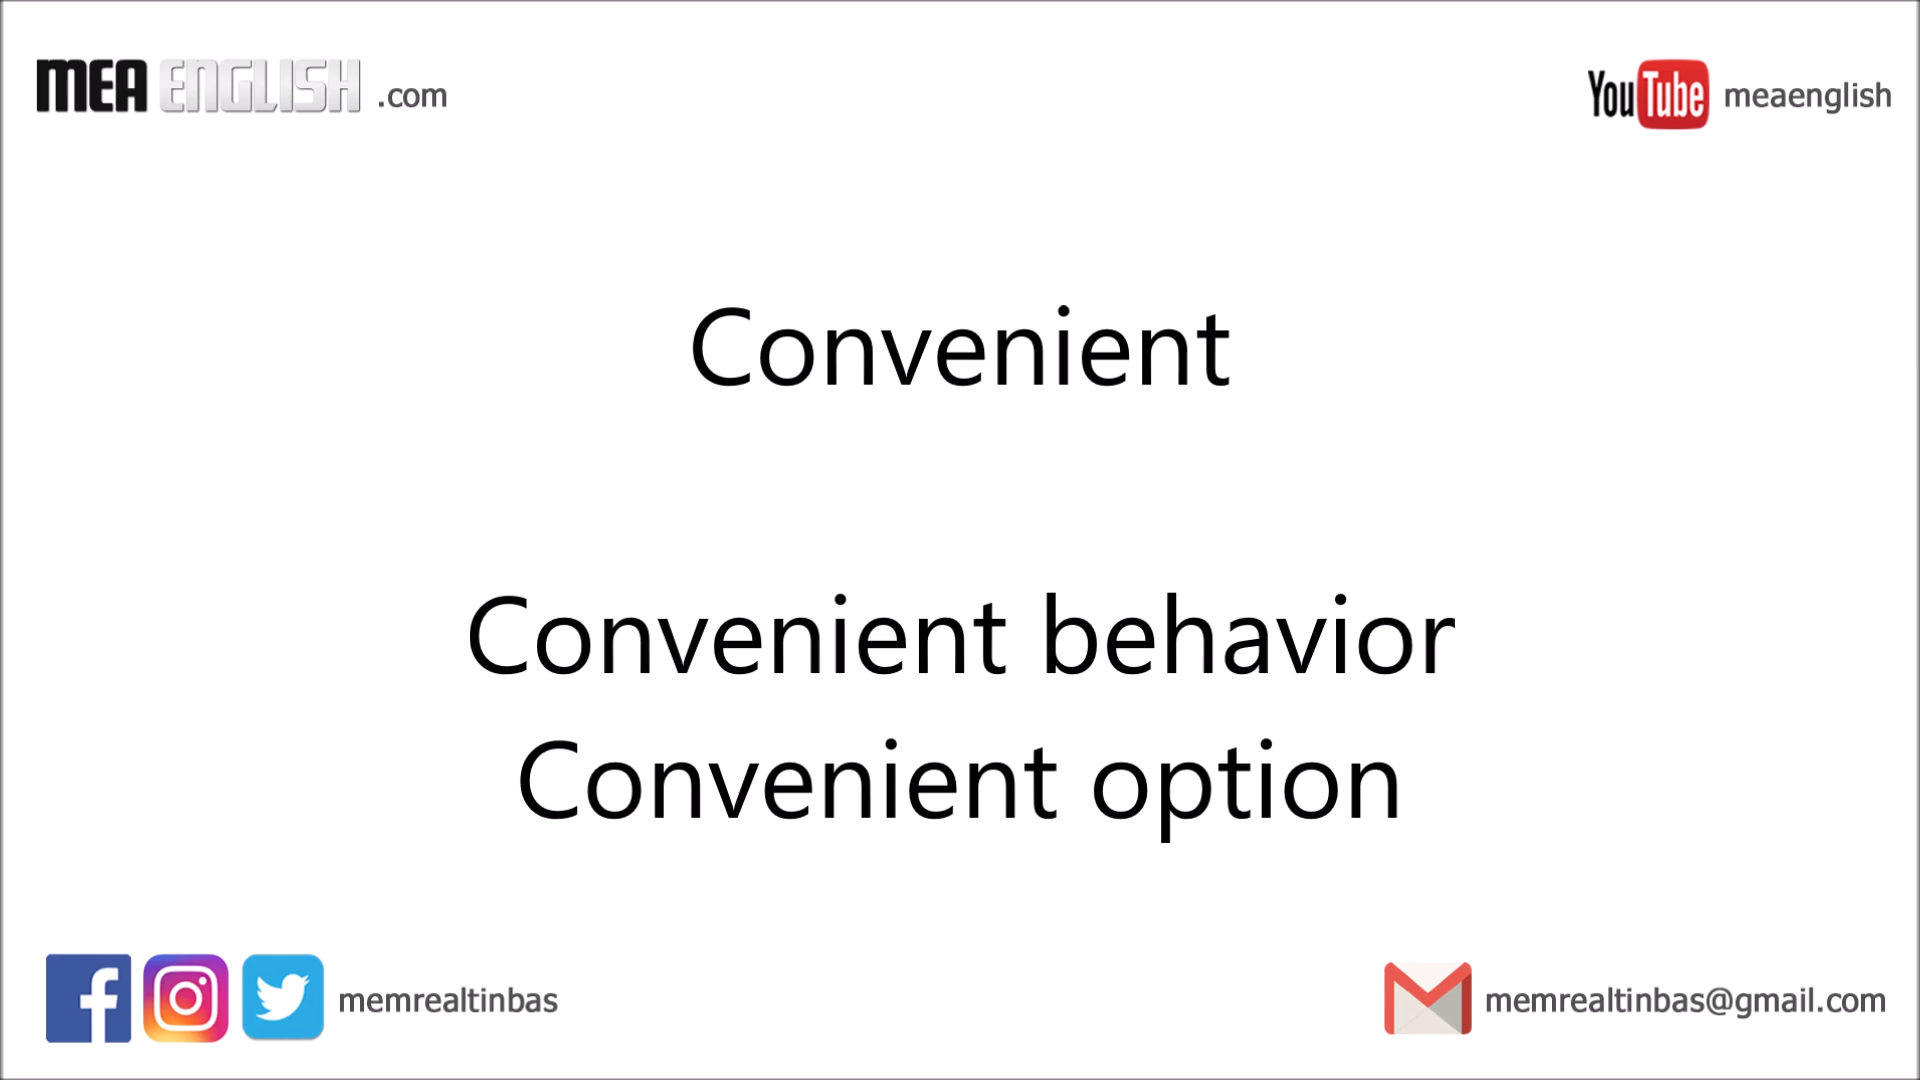 MEA ENGLISH .com
YouTube meaenglish
Convenient
Convenient behavior
Convenient option
memrealtinbas
memrealtinbas@gmail.com